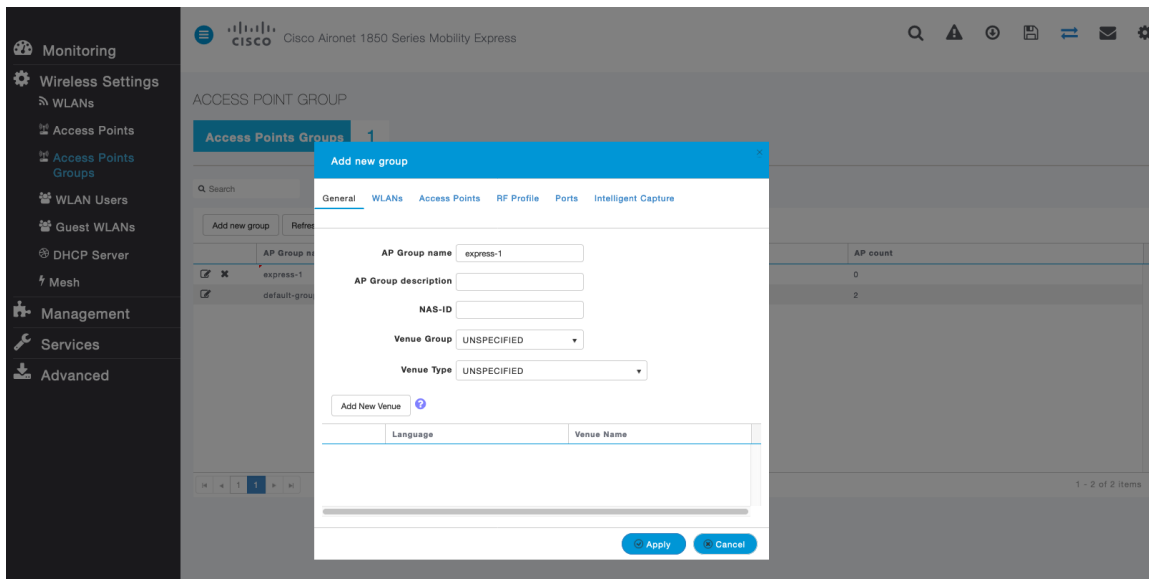 Monitoring
Wireless Settings
WLANs
Access Points
Access Points
Groups
WLAN Users
Guest WLANs
DHCP Server
Mesh
Management
Services
Advanced
CISCO Cisco Aironet 1850 Series Mobility Express
ACCESS POINT GROUP
Access Points Groups 1
Search
Add new group
AP Group
AP count
express-1 0
2
1 1
1 - 2 of 2 items
Add new group
General WLANs Access Points RF Profile Ports Intelligent Capture
AP Group name express-1
AP Group description
NAS-ID
Venue Group UNSPECIFIED
Venue Type UNSPECIFIED
Add New Venue ?
Language Venue Name
Apply Cancel